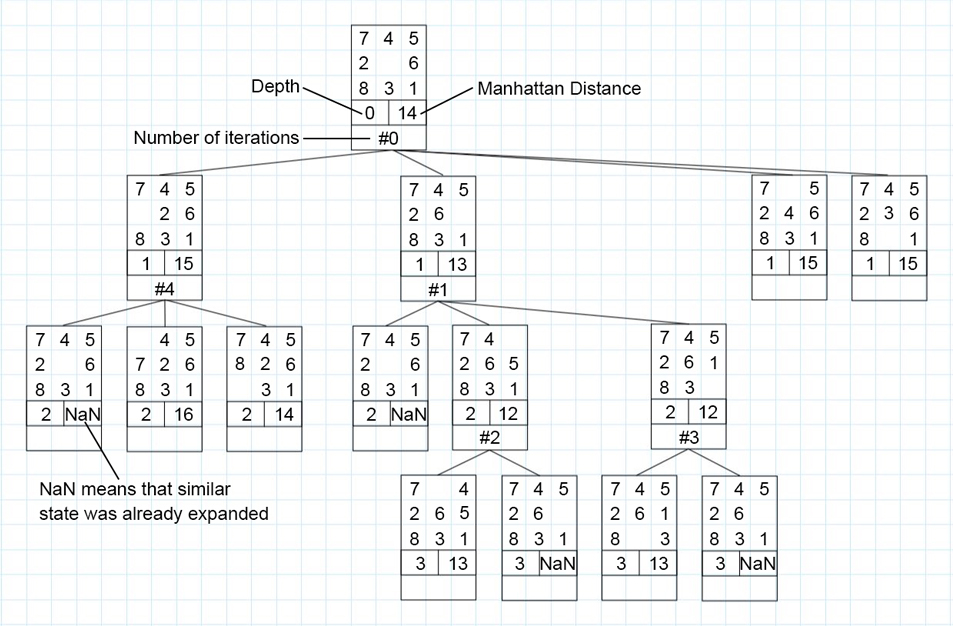 7 4 5
2 6
8 3 1
Depth
Manhattan Distance
0 14
Number of iterations
#0
7 4 5
2 6
8 3 1
1 15
#4
7 4 5
2 6
8 3 1
1 13
#1
7 5
2 4 6
8 3 1
1 15
7 4 5
2 3 6
8 1
1 15
7 4 5
2 6
8 3 1
2 NaN
4 5
7 2 6
8 3 1
2 16
7 4 5
8 2 6
3 1
2 14
7 4 5
2 6
8 3 1
2 NaN
7 4
2 6 5
8 3 1
2 12
#2
7 4 5
2 6 1
8 3
2 12
#3
NaN means that similar
state was already expanded
7 4
2 6 5
8 3 1
3 13
7 4 5
2 6
8 3 1
3 NaN
7 4 5
2 6 1
8 3
3 13
7 4 5
2 6
8 3 1
3 NaN